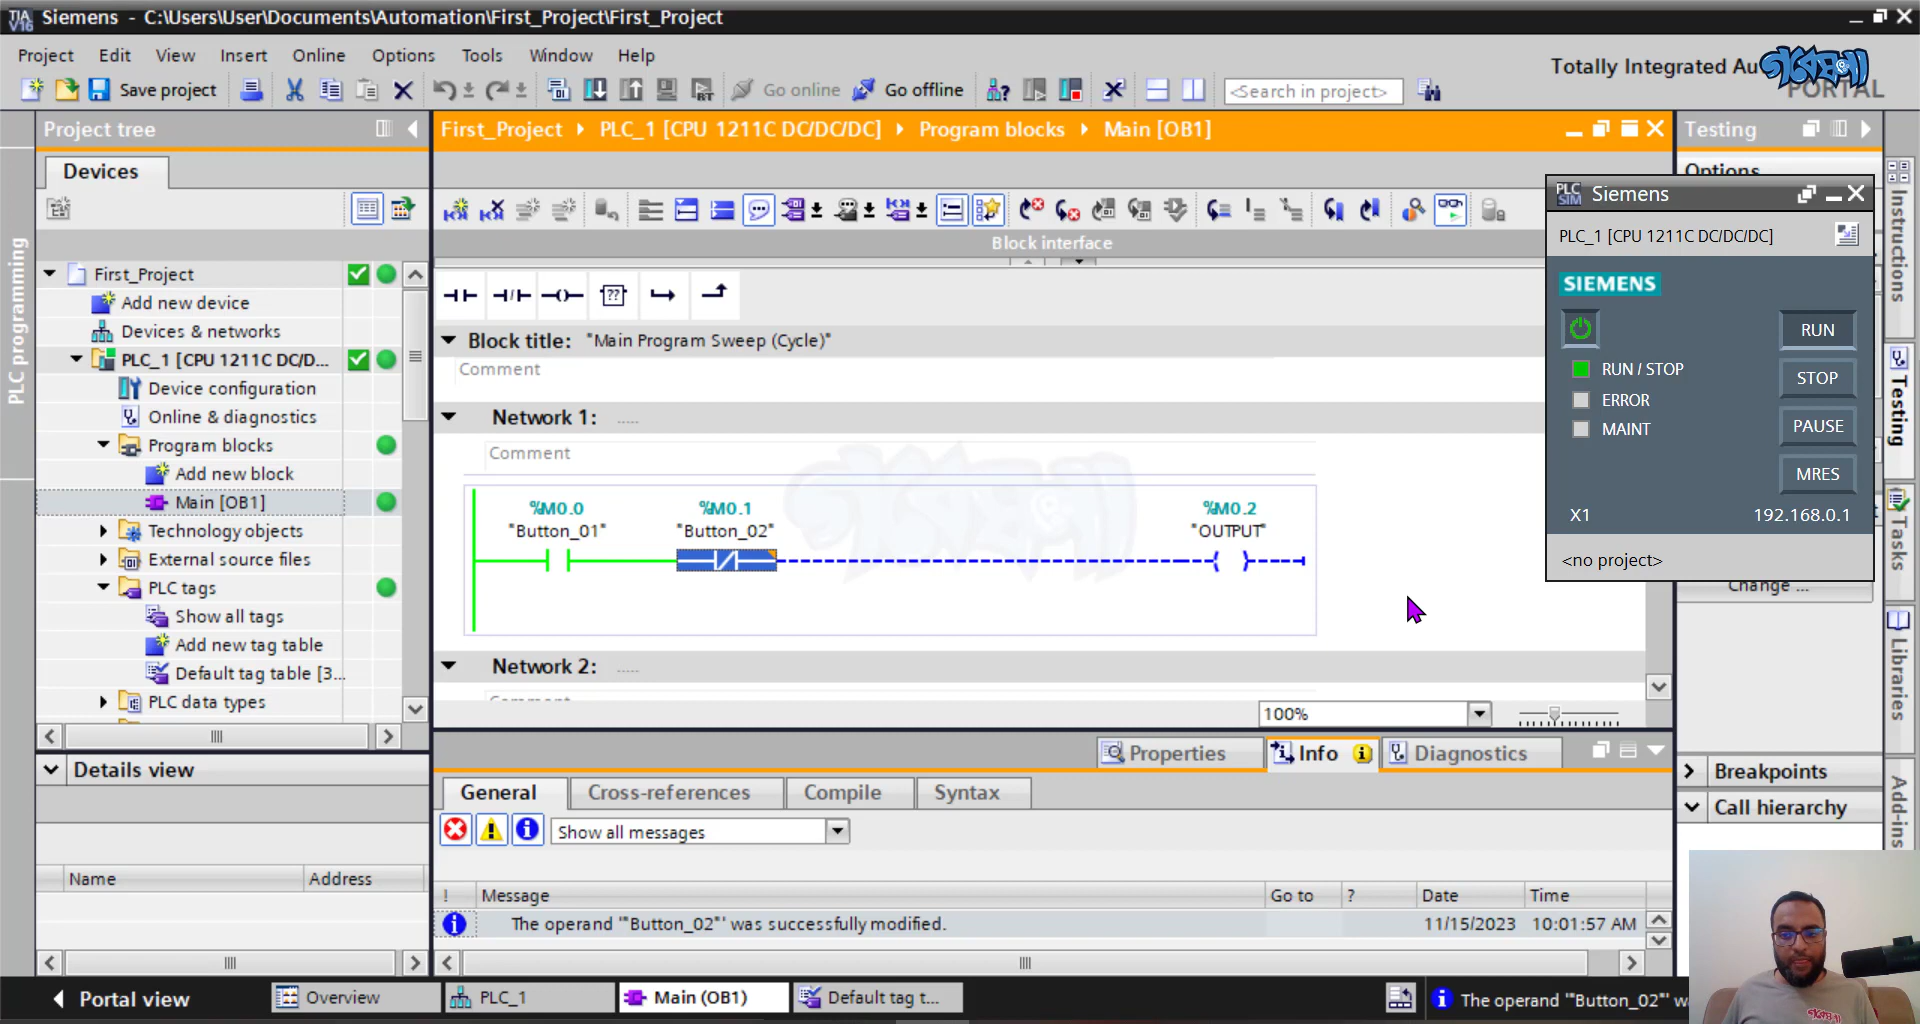 TIA
V16
Siemens - C:\Users\User\Documents\Automation\First_Project\First_Project
Project Edit View Insert Online Options Tools Window Help
Totally Integrated Au
PORTAL
Save project
Go online
Go offline
<Search in project>
Project tree
First_Project PLC_1 [CPU 1211C DC/DC/DC] Program blocks Main [OB1]
Testing
Devices
Options
PLC programming
Block interface
First_Project
Add new device
Devices & networks
PLC_1 [CPU 1211C DC/D...
Device configuration
Online & diagnostics
Program blocks
Add new block
Main [OB1]
Technology objects
External source files
PLC tags
Show all tags
Add new tag table
Default tag table [3...
PLC data types
??
Block title: "Main Program Sweep (Cycle)"
Comment
Network 1: .....
Comment
%M0.0
"Button_01"
%M0.1
"Button_02"
%M0.2
"OUTPUT"
Network 2: .....
Comment
100%
PLC
SIM
Siemens
PLC_1 [CPU 1211C DC/DC/DC]
SIEMENS
RUN
RUN / STOP
STOP
ERROR
PAUSE
MAINT
MRES
X1 192.168.0.1
<no project>
Change ...
Instructions
Testing
Tasks
Libraries
Add-ins
Breakpoints
Call hierarchy
Details view
Name Address
Properties Info Diagnostics
General Cross-references Compile Syntax
Show all messages
! Message Go to ? Date Time
The operand '"Button_02"' was successfully modified. 11/15/2023 10:01:57 AM
Portal view
Overview
PLC_1
Main (OB1)
Default tag t...
The operand '"Button_02"' w